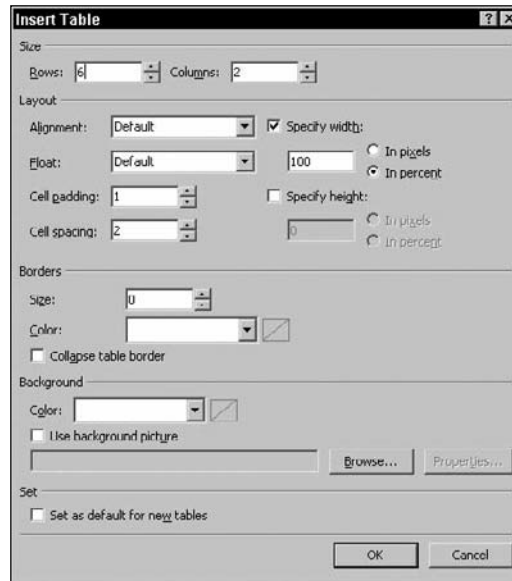 Insert Table
Size
Rows: 6 Columns: 2
Layout
Alignment: Default Specify width:
Float: Default 100 In pixels
In percent
Cell padding: 1 Specify height:
Cell spacing: 2 0 In pixels
In percent
Borders
Size: 0
Color:
Collapse table border
Background
Color:
Use background picture
Browse... Properties...
Set
Set as default for new tables
OK Cancel